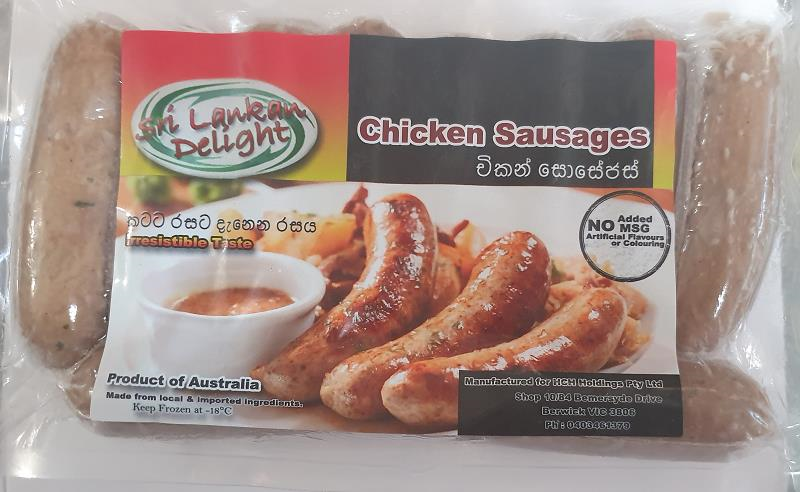 Sri Lankan
Delight
Chicken Sausages
චිකන් සොසේජස්
කටට රසට දැනෙන රසය
Irresistible Taste
NO Added
MSG
Artificial Flavours
or Colouring
Product of Australia
Made from local & imported ingredients.
Keep Frozen at -18°C
Manufactured for HCH Holdings Pty Ltd
Shop 10/84 Bemersyde Drive
Berwick VIC 3806
Ph : 0403461379